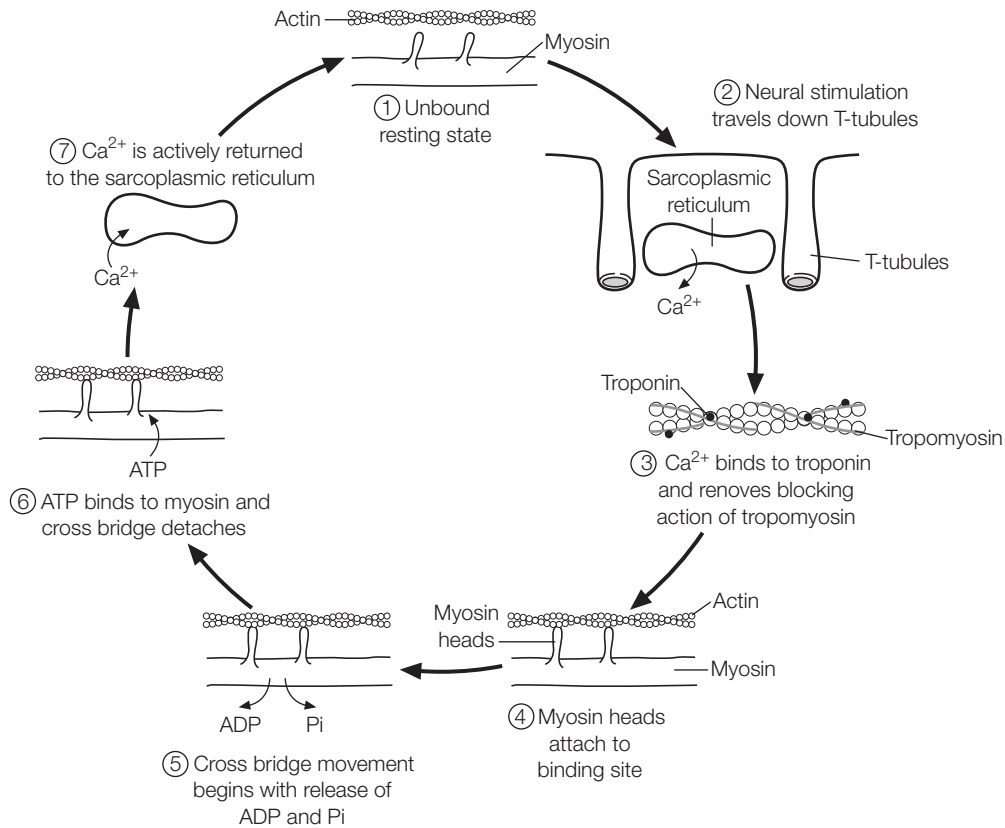 Actin
Myosin
① Unbound
resting state
② Neural stimulation
travels down T-tubules
Sarcoplasmic
reticulum
T-tubules
Ca²⁺
Troponin
Tropomyosin
③ Ca²⁺ binds to troponin
and renoves blocking
action of tropomyosin
Actin
Myosin
heads
Myosin
④ Myosin heads
attach to
binding site
ADP
Pi
⑤ Cross bridge movement
begins with release of
ADP and Pi
ATP
⑥ ATP binds to myosin and
cross bridge detaches
⑦ Ca²⁺ is actively returned
to the sarcoplasmic reticulum
Ca²⁺